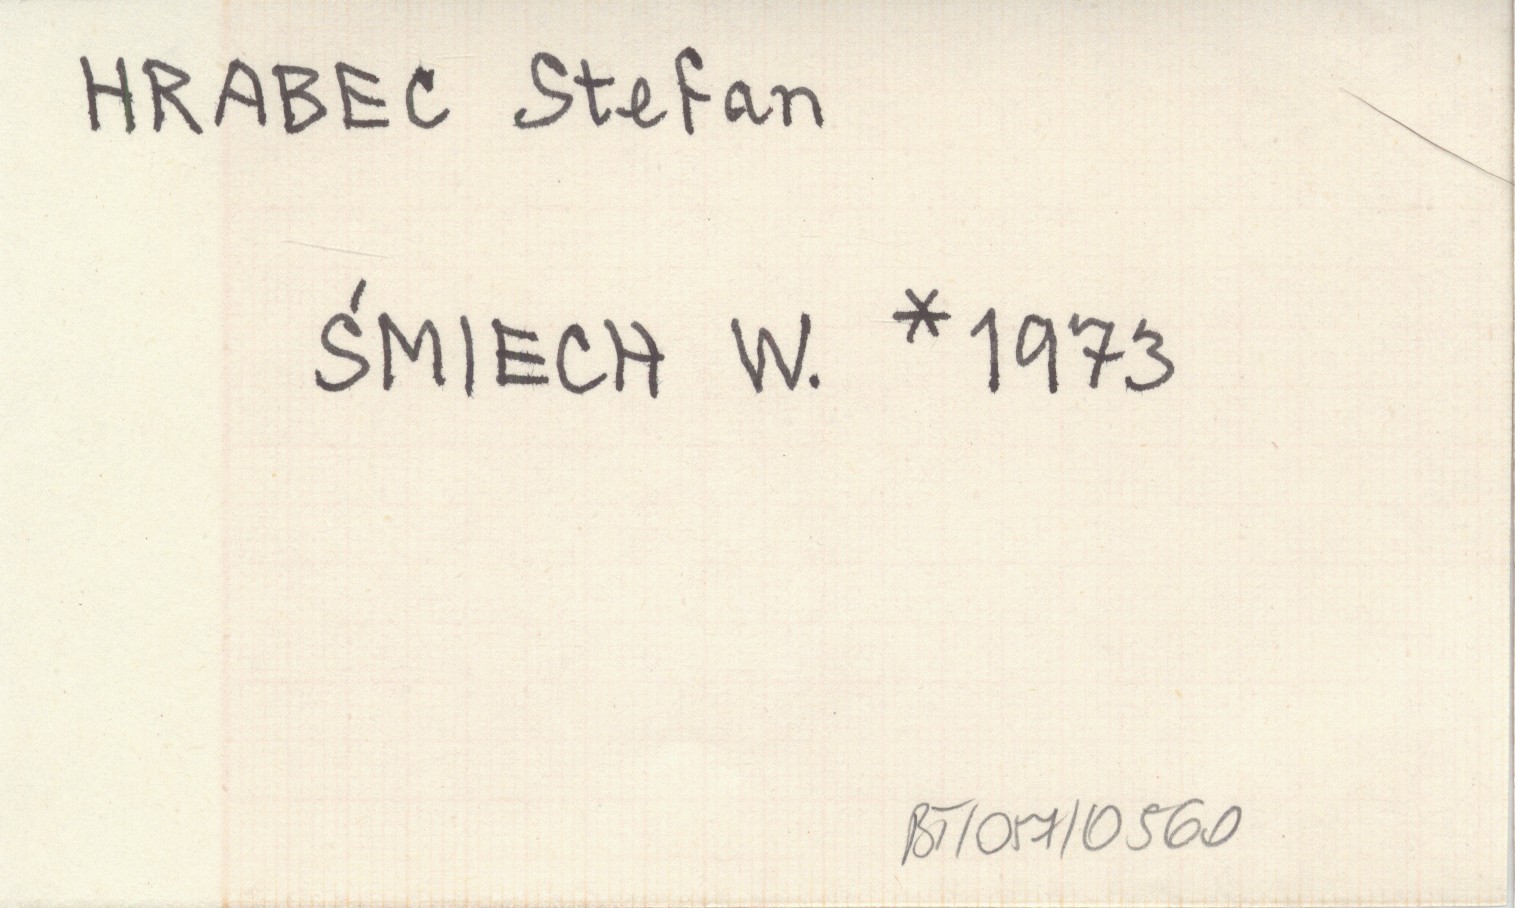 HRABEC Stefan
ŚMIECH W. *1973
BT/057/0560